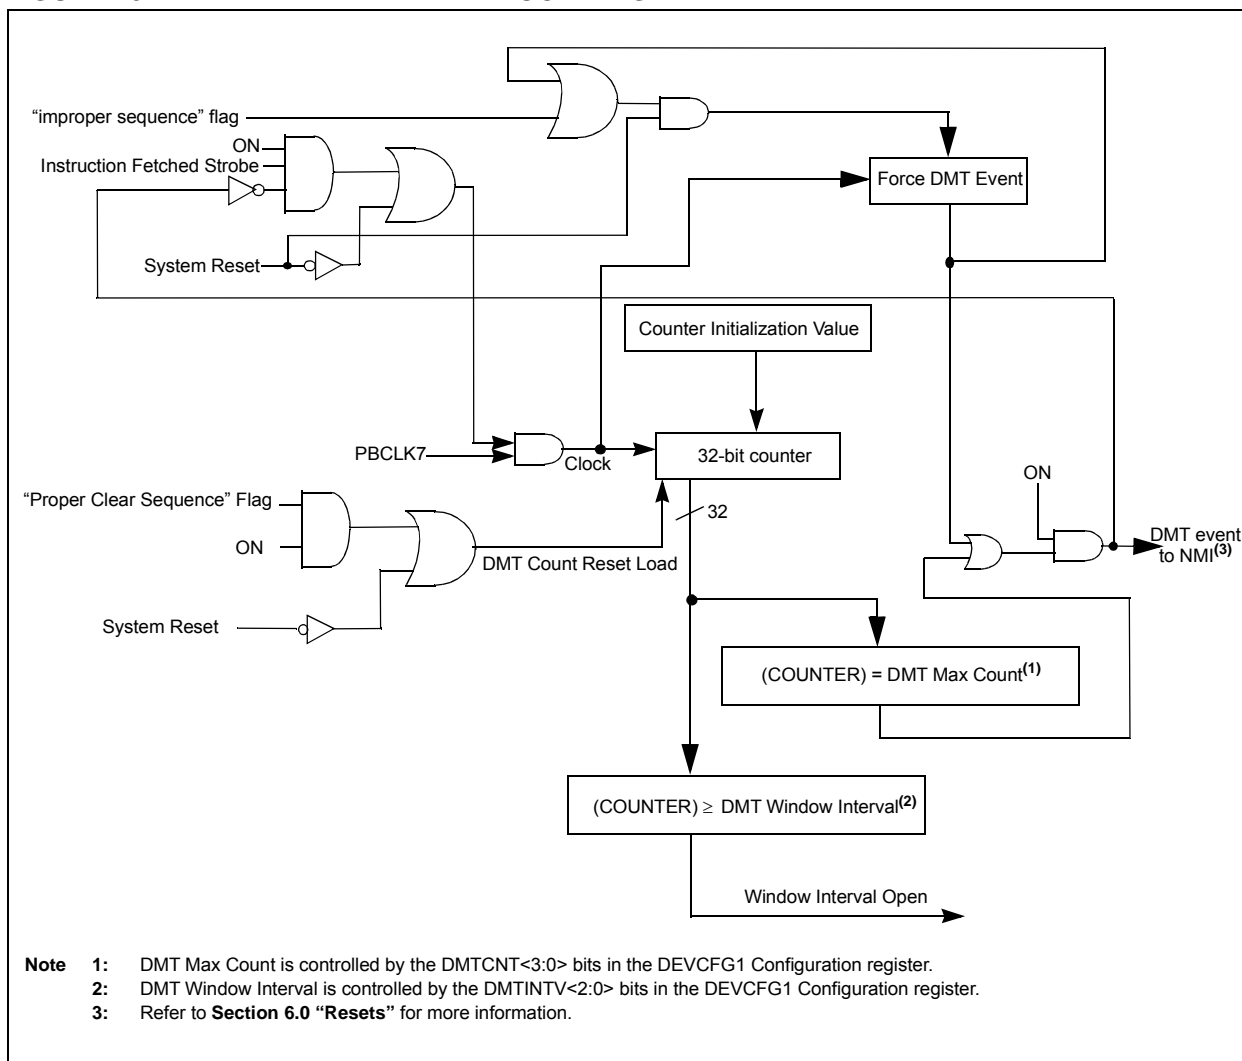 “improper sequence” flag
ON
Instruction Fetched Strobe
Force DMT Event
System Reset
Counter Initialization Value
PBCLK7
Clock
32-bit counter
“Proper Clear Sequence” Flag
ON
32
ON
DMT event
to NMI(3)
DMT Count Reset Load
System Reset
(COUNTER) = DMT Max Count(1)
(COUNTER) ≥ DMT Window Interval(2)
Window Interval Open
Note 1: DMT Max Count is controlled by the DMTCNT<3:0> bits in the DEVCFG1 Configuration register.
2: DMT Window Interval is controlled by the DMTINTV<2:0> bits in the DEVCFG1 Configuration register.
3: Refer to Section 6.0 “Resets” for more information.